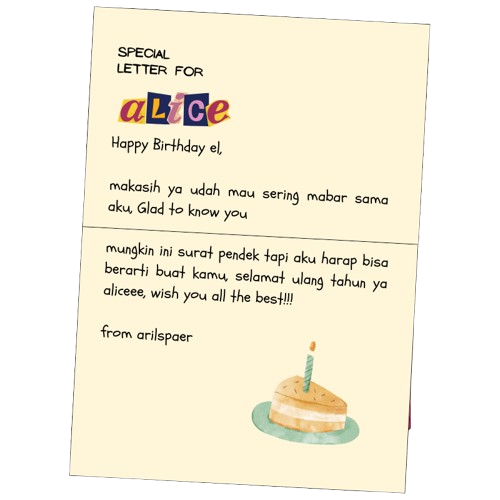 SPECIAL
LETTER FOR
aLiCe
Happy Birthday el,
makasih ya udah mau sering mabar sama
aku, Glad to know you
mungkin ini surat pendek tapi aku harap bisa
berarti buat kamu, selamat ulang tahun ya
aliceee, wish you all the best!!!
from arilspaer